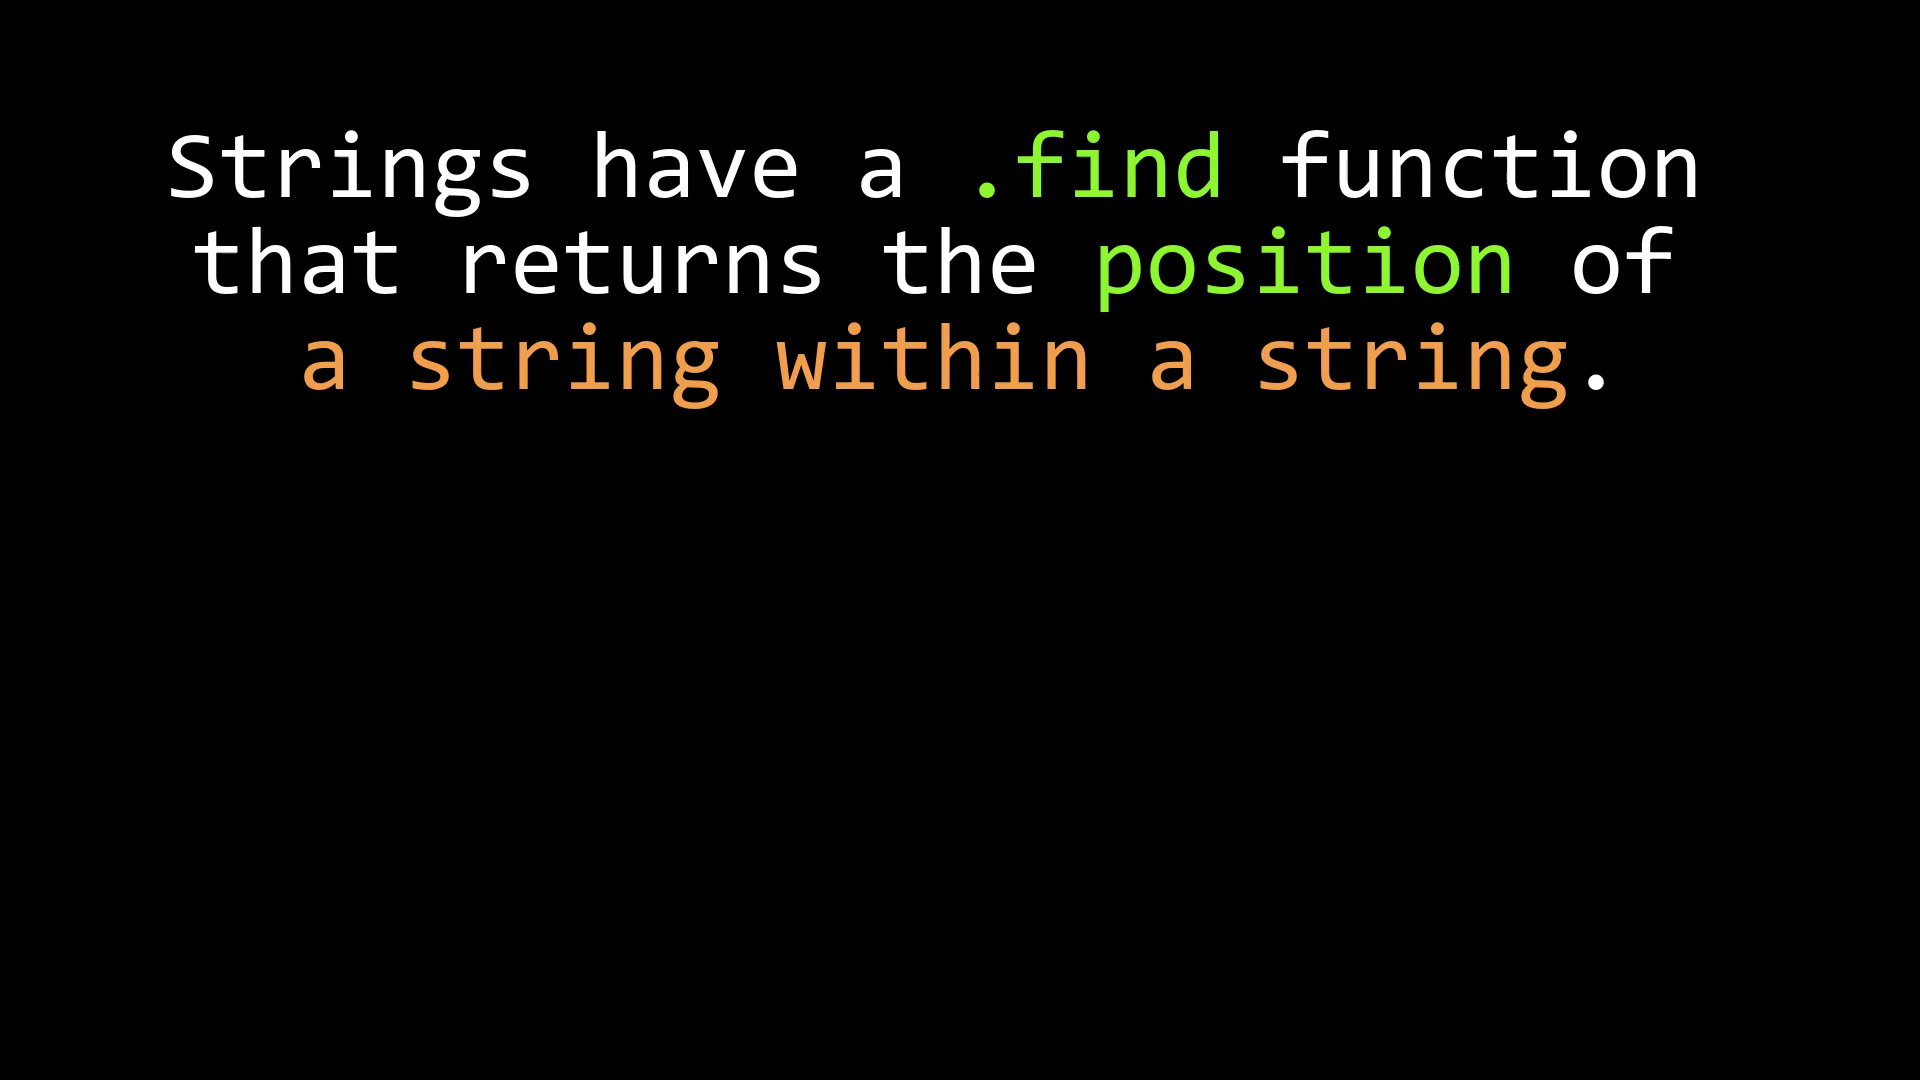 Strings have a .find function
that returns the position of
a string within a string.